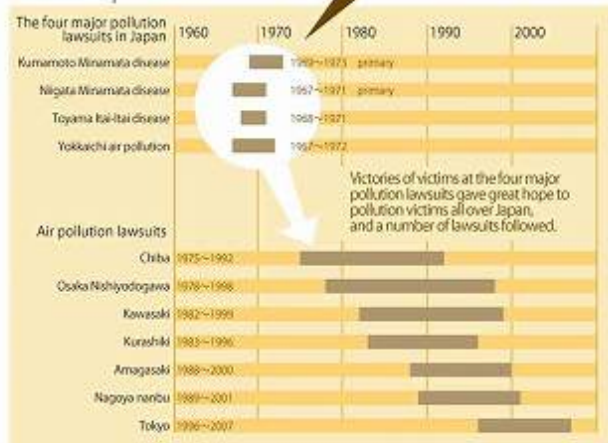 The four major pollution
lawsuits in Japan
1960 1970 1980 1990 2000
Kumamoto Minamata disease 1969~1973 primary
Niigata Minamata disease 1967~1971 primary
Toyama Itai-Itai disease 1968~1971
Yokkaichi air pollution 1967~1972
Victories of victims at the four major
pollution lawsuits gave great hope to
pollution victims all over Japan,
and a number of lawsuits followed.
Air pollution lawsuits
Chiba 1975~1992
Osaka Nishiyodogawa 1978~1998
Kawasaki 1982~1999
Kurashiki 1983~1996
Amagasaki 1988~2000
Nagoya nanbu 1989~2001
Tokyo 1996~2007